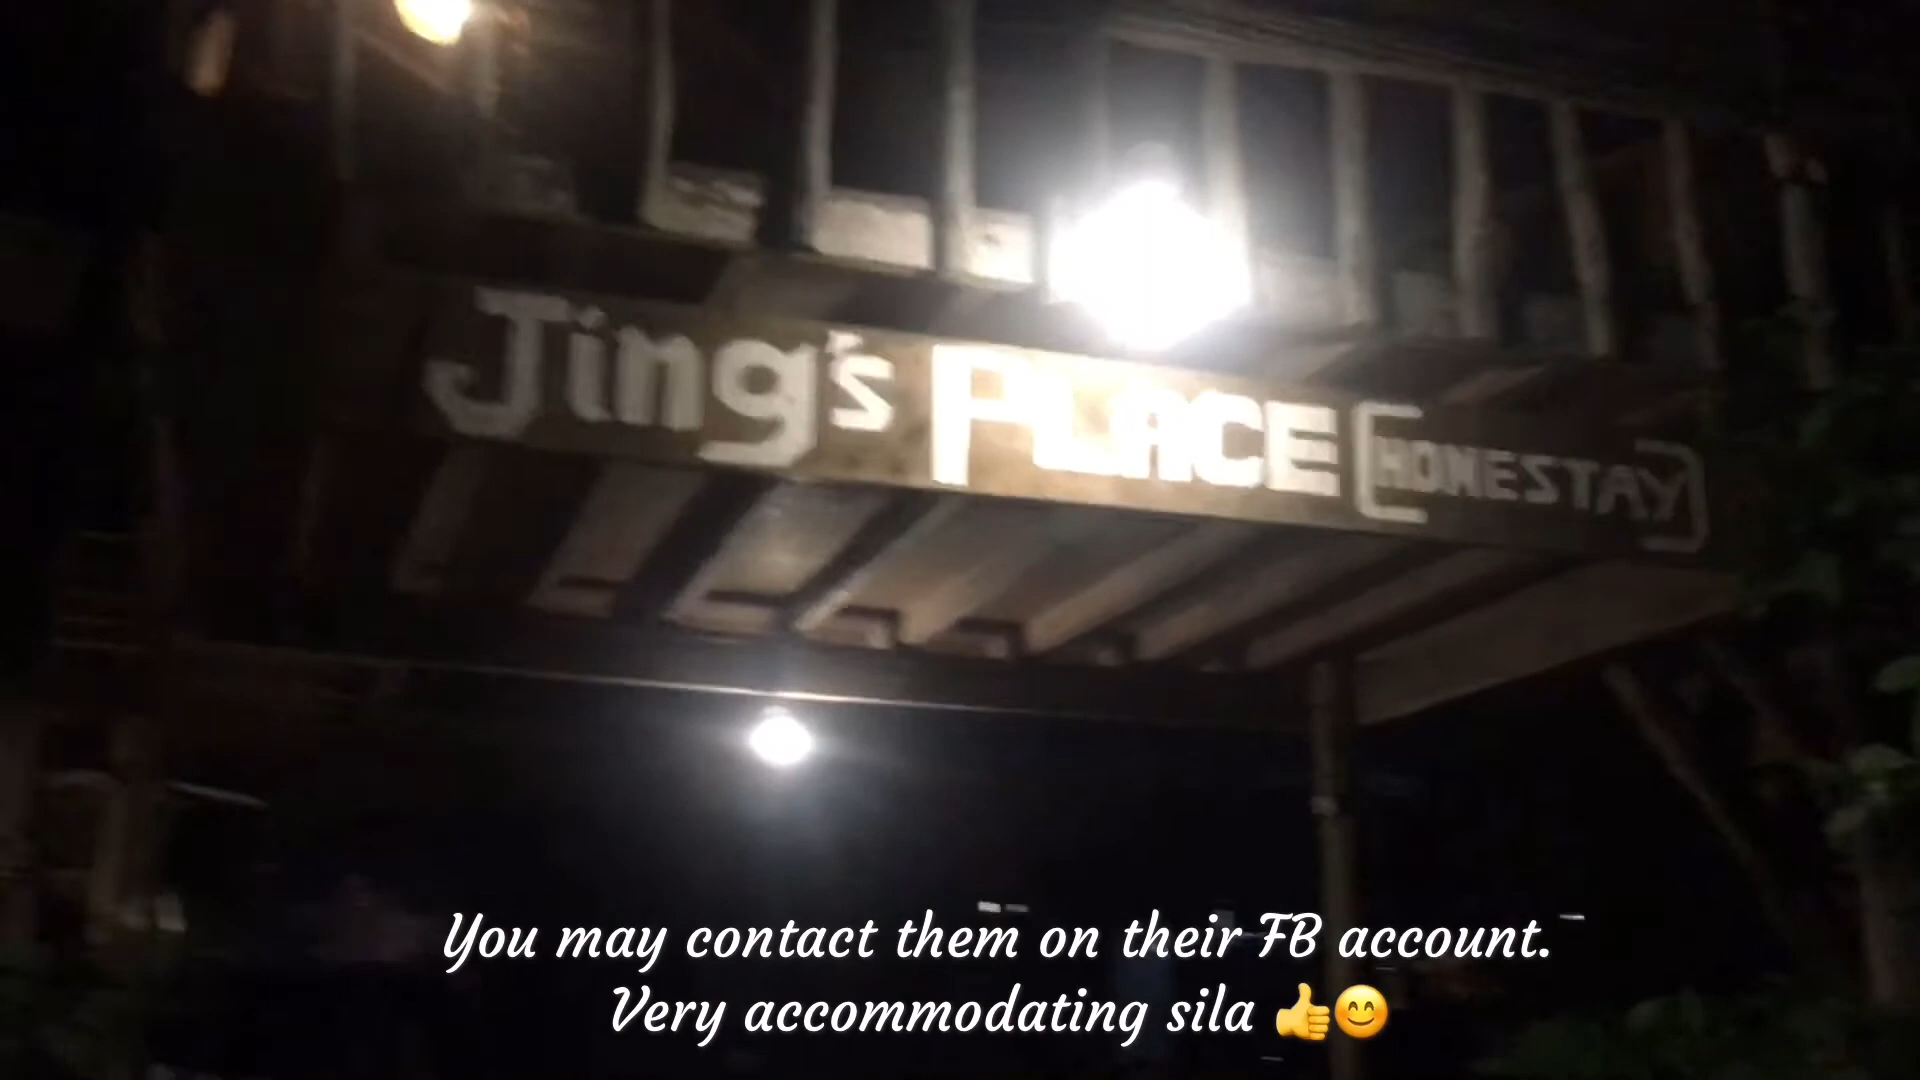 Jing's PLACE [HOMESTAY]
You may contact them on their FB account.
Very accommodating sila 👍😊